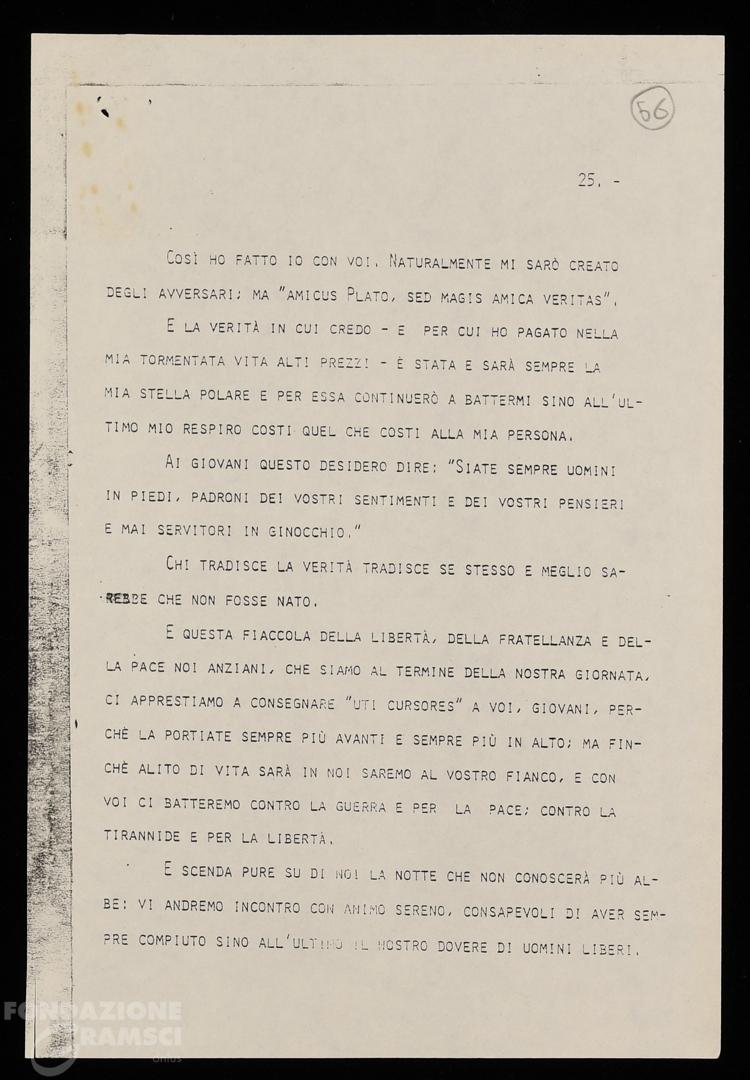 56
25. -
Così ho fatto io con voi. Naturalmente mi sarò creato
degli avversari; ma "amicus Plato, sed magis amica veritas".
E la verità in cui credo - e per cui ho pagato nella
mia tormentata vita alti prezzi - è stata e sarà sempre la
mia stella polare e per essa continuerò a battermi sino all'ul-
timo mio respiro costi quel che costi alla mia persona.
Ai giovani questo desidero dire: "Siate sempre uomini
in piedi, padroni dei vostri sentimenti e dei vostri pensieri
e mai servitori in ginocchio."
Chi tradisce la verità tradisce se stesso e meglio sa-
rebbe che non fosse nato.
E questa fiaccola della libertà, della fratellanza e del-
la pace noi anziani, che siamo al termine della nostra giornata,
ci apprestiamo a consegnare "uti cursores" a voi, giovani, per-
chè la portiate sempre più avanti e sempre più in alto; ma fin-
chè alito di vita sarà in noi saremo al vostro fianco, e con
voi ci batteremo contro la guerra e per la pace; contro la
tirannide e per la libertà.
E scenda pure su di noi la notte che non conoscerà più al-
be: vi andremo incontro con animo sereno, consapevoli di aver sem-
pre compiuto sino all'ultimo il nostro dovere di uomini liberi.
FONDAZIONE
GRAMSCI
onlus